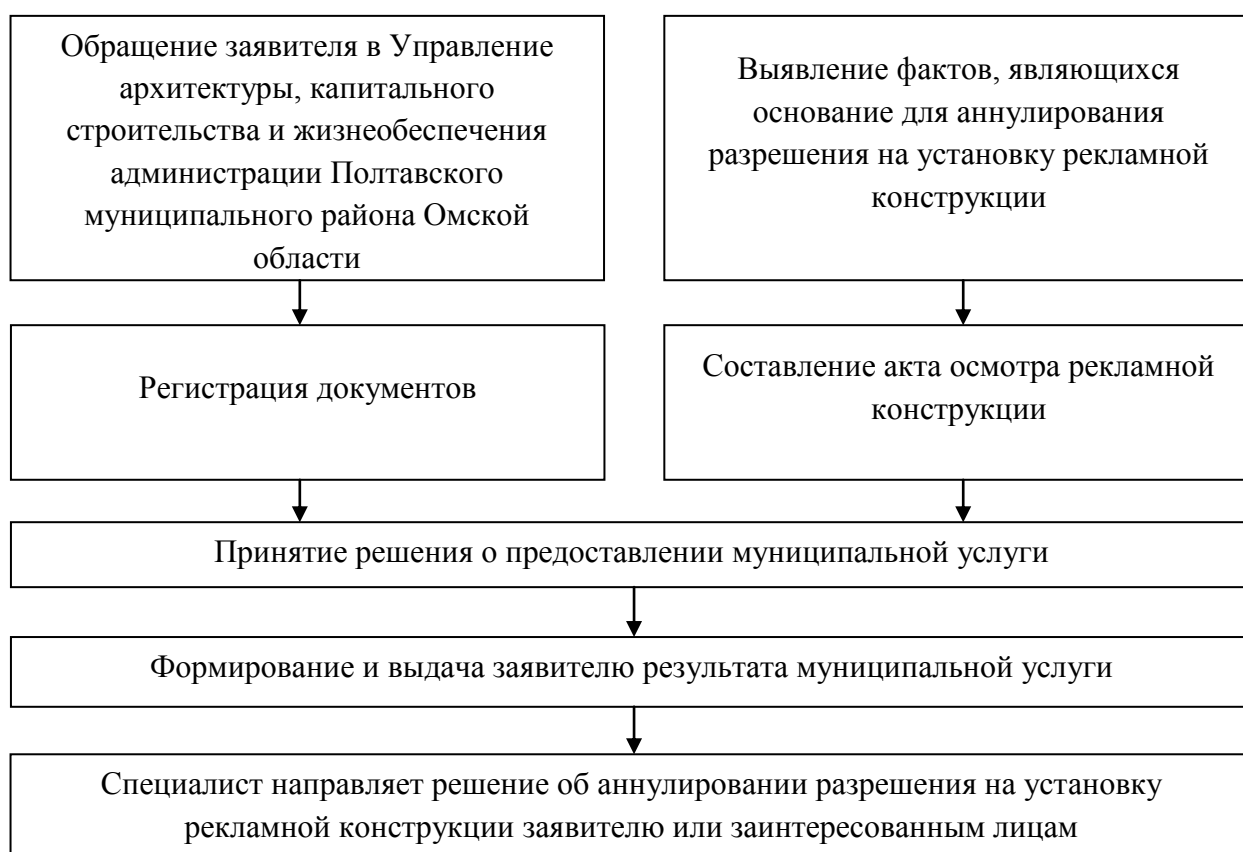 Обращение заявителя в Управление
архитектуры, капитального
строительства и жизнеобеспечения
администрации Полтавского
муниципального района Омской
области
Выявление фактов, являющихся
основание для аннулирования
разрешения на установку рекламной
конструкции
Регистрация документов
Составление акта осмотра рекламной
конструкции
Принятие решения о предоставлении муниципальной услуги
Формирование и выдача заявителю результата муниципальной услуги
Специалист направляет решение об аннулировании разрешения на установку
рекламной конструкции заявителю или заинтересованным лицам